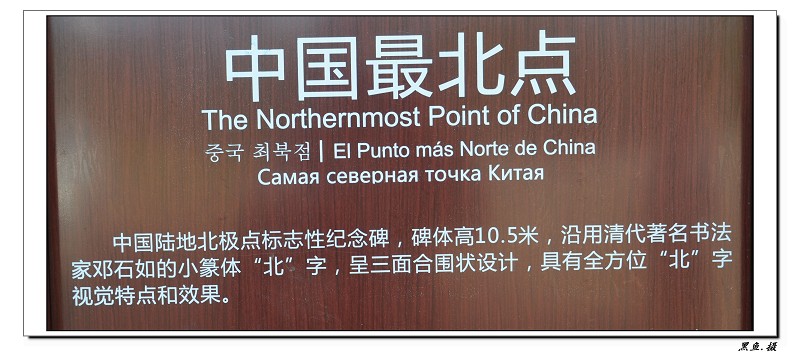 中国最北点
The Northernmost Point of China
중국 최북점 | El Punto más Norte de China
Самая северная точка Китая
中国陆地北极点标志性纪念碑，碑体高10.5米，沿用清代著名书法
家邓石如的小篆体“北”字，呈三面合围状设计，具有全方位“北”字
视觉特点和效果。
黑鱼.摄